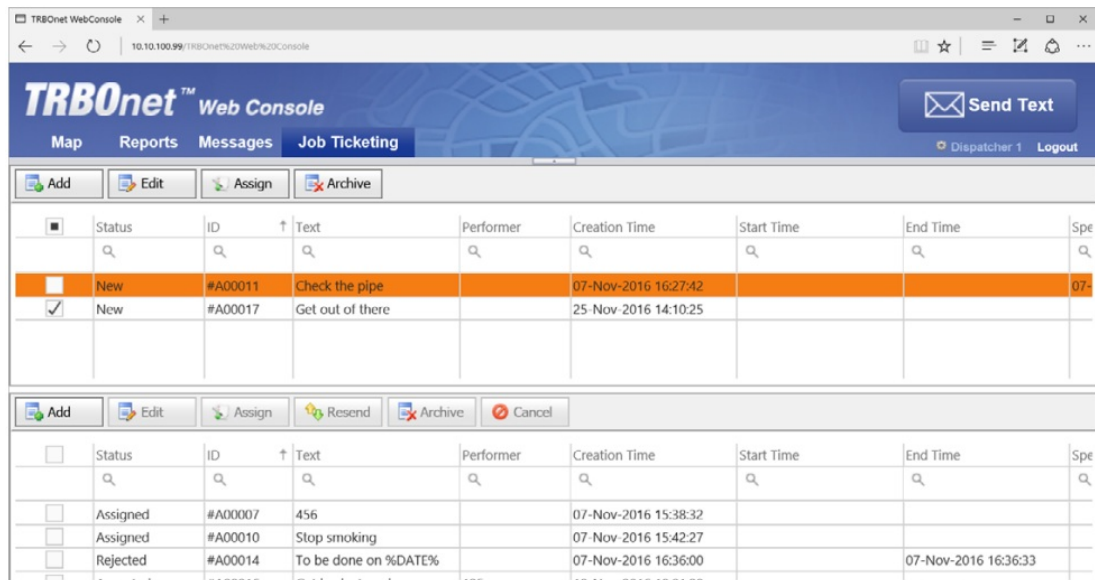 TRBOnet WebConsole
10.10.100.99/TRBOnet%20Web%20Console
TRBOnet™ Web Console
Send Text
Map Reports Messages Job Ticketing
Dispatcher 1 Logout
Add Edit Assign Archive
Status ID Text Performer Creation Time Start Time End Time Spe
New #A00011 Check the pipe 07-Nov-2016 16:27:42 07-
New #A00017 Get out of there 25-Nov-2016 14:10:25
Add Edit Assign Resend Archive Cancel
Status ID Text Performer Creation Time Start Time End Time Spe
Assigned #A00007 456 07-Nov-2016 15:38:32
Assigned #A00010 Stop smoking 07-Nov-2016 15:42:27
Rejected #A00014 To be done on %DATE% 07-Nov-2016 16:36:00 07-Nov-2016 16:36:33